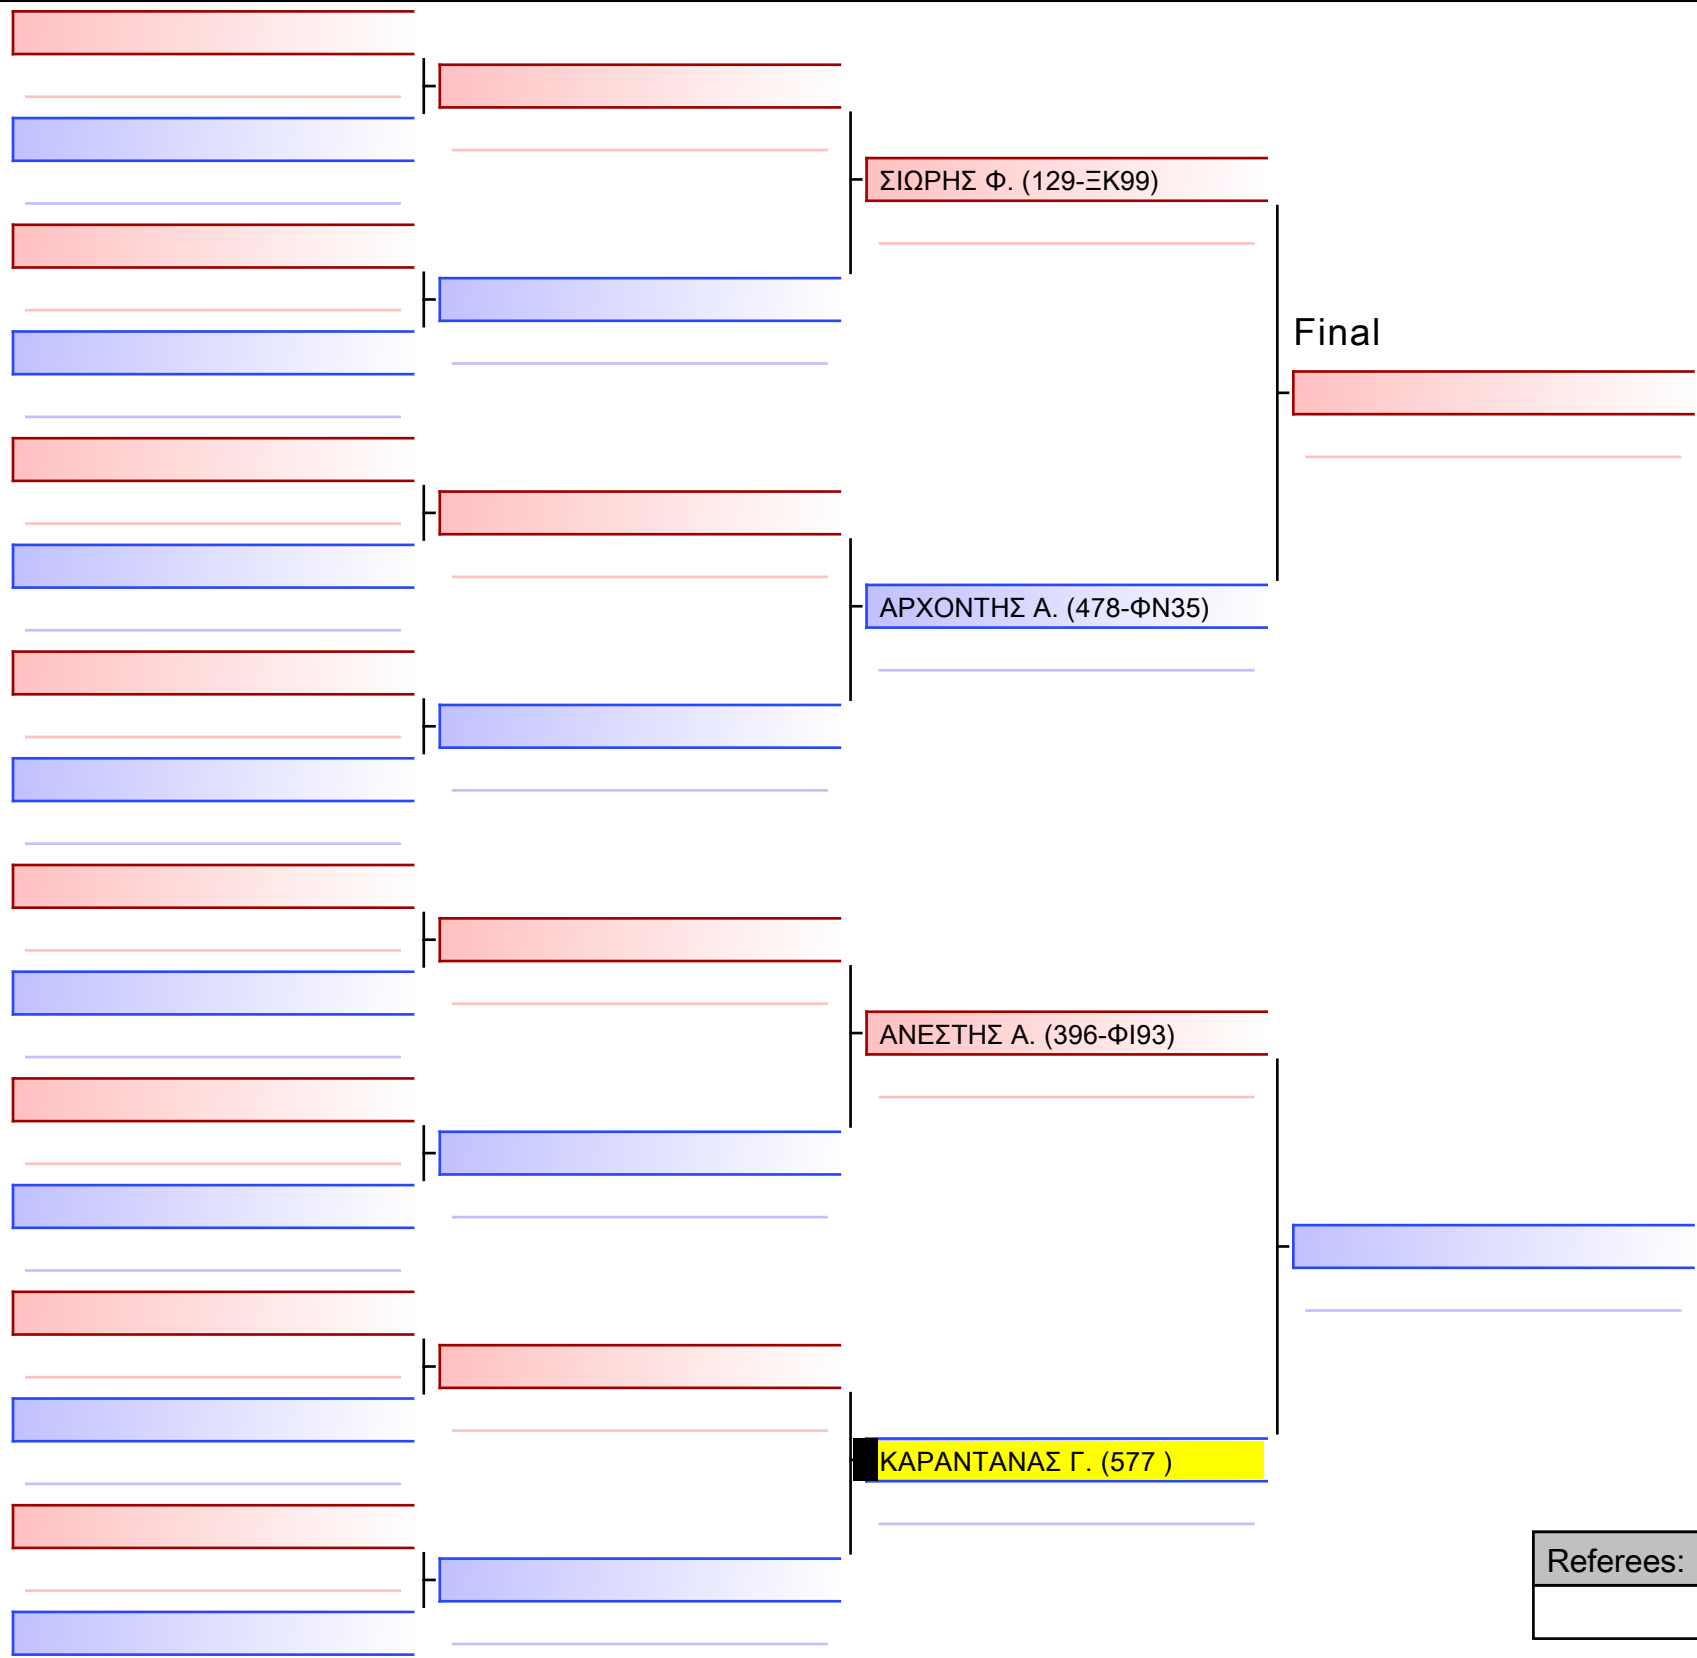 ΣΙΩΡΗΣ Φ. (129-ΞΚ99)
Final
ΑΡΧΟΝΤΗΣ Α. (478-ΦΝ35)
ΑΝΕΣΤΗΣ Α. (396-ΦΙ93)
ΚΑΡΑΝΤΑΝΑΣ Γ. (577 )
Referees: